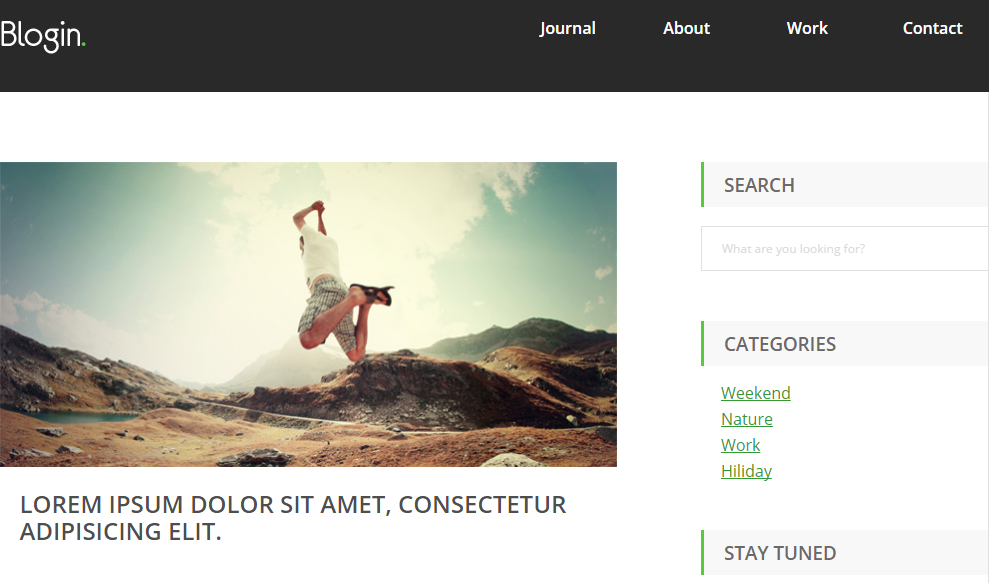 Blogin.
Journal About Work Contact
SEARCH
What are you looking for?
CATEGORIES
Weekend
Nature
Work
Hiliday
LOREM IPSUM DOLOR SIT AMET, CONSECTETUR
ADIPISICING ELIT.
STAY TUNED